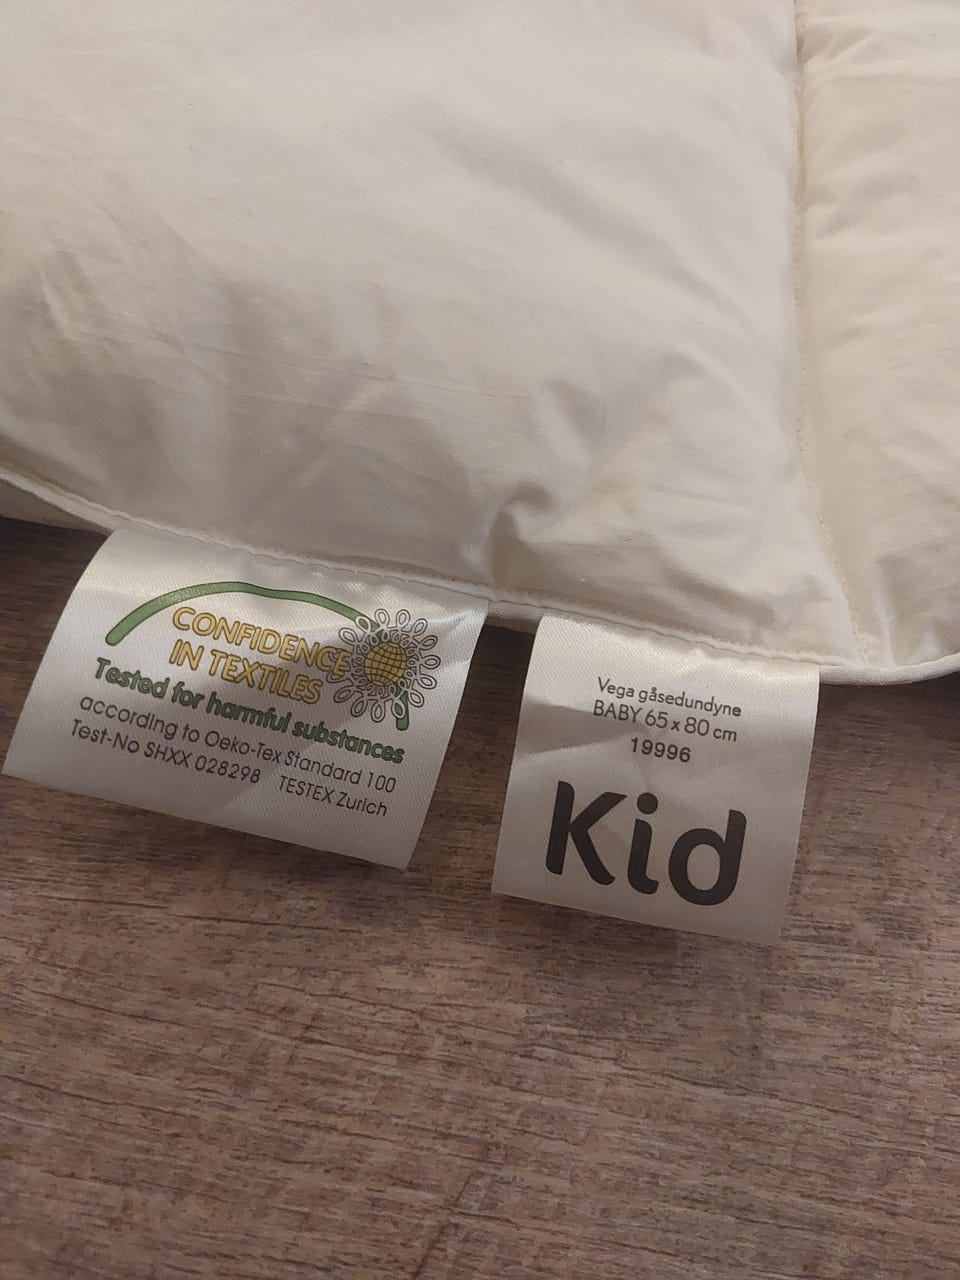 CONFIDENCE
IN TEXTILES
Tested for harmful substances
according to Oeko-Tex Standard 100
Test-No SHXX 028298 TESTEX Zurich
Vega gåsedundyne
BABY 65 x 80 cm
19996
Kid